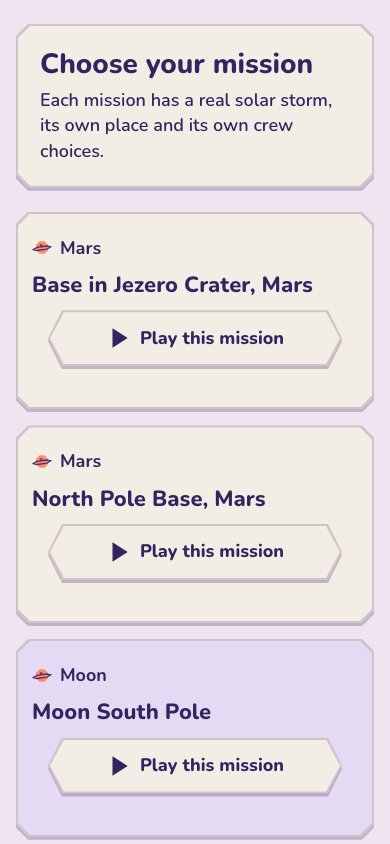 Choose your mission
Each mission has a real solar storm,
its own place and its own crew
choices.
Mars
Base in Jezero Crater, Mars
Play this mission
Mars
North Pole Base, Mars
Play this mission
Moon
Moon South Pole
Play this mission